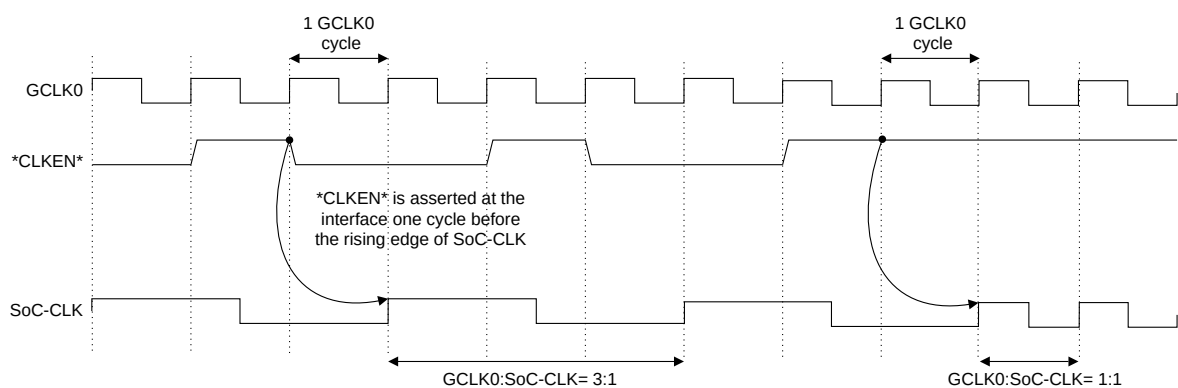 1 GCLK0
cycle
1 GCLK0
cycle
GCLK0
*CLKEN*
*CLKEN* is asserted at the
interface one cycle before
the rising edge of SoC-CLK
SoC-CLK
GCLK0:SoC-CLK= 3:1
GCLK0:SoC-CLK= 1:1